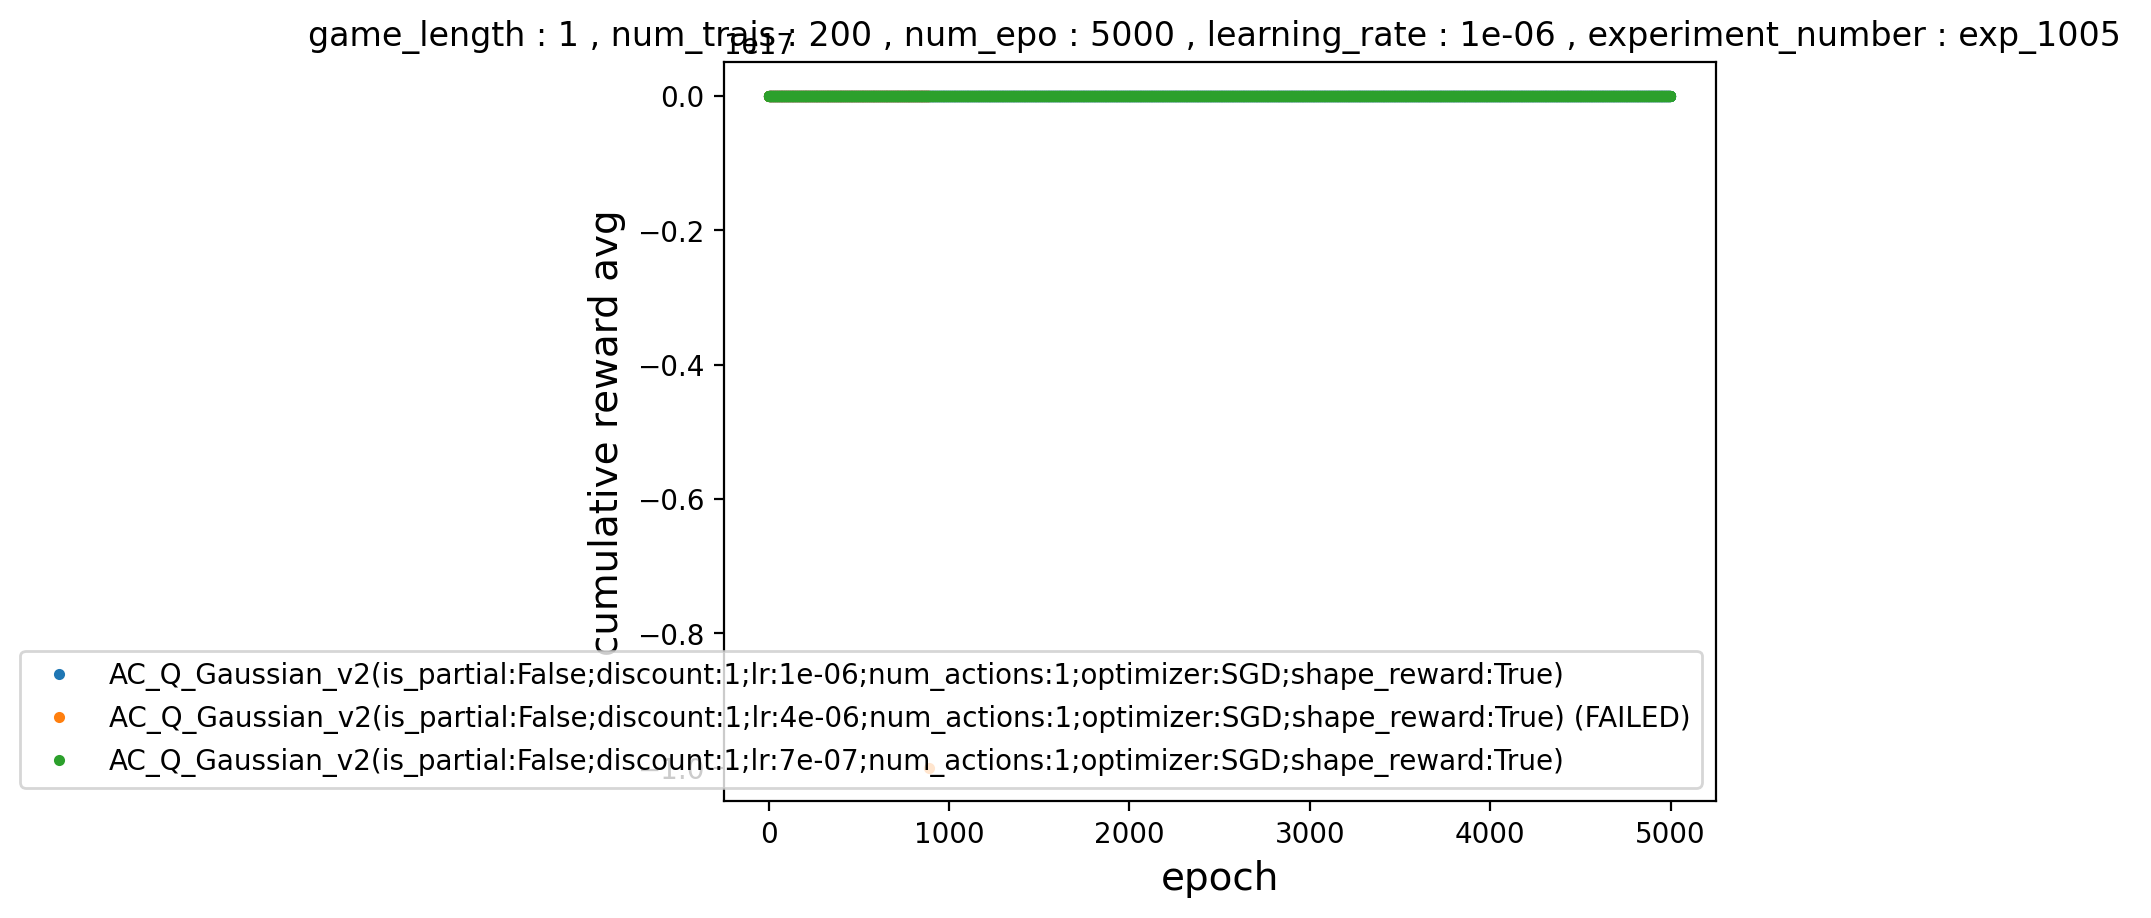 game_length : 1 , num_trajs : 200 , num_epo : 5000 , learning_rate : 1e-06 , experiment_number : exp_1005
1e17
0.0
−0.2
−0.4
−0.6
−0.8
−1.0
cumulative reward avg
AC_Q_Gaussian_v2(is_partial:False;discount:1;lr:1e-06;num_actions:1;optimizer:SGD;shape_reward:True)
AC_Q_Gaussian_v2(is_partial:False;discount:1;lr:4e-06;num_actions:1;optimizer:SGD;shape_reward:True) (FAILED)
AC_Q_Gaussian_v2(is_partial:False;discount:1;lr:7e-07;num_actions:1;optimizer:SGD;shape_reward:True)
0 1000 2000 3000 4000 5000
epoch